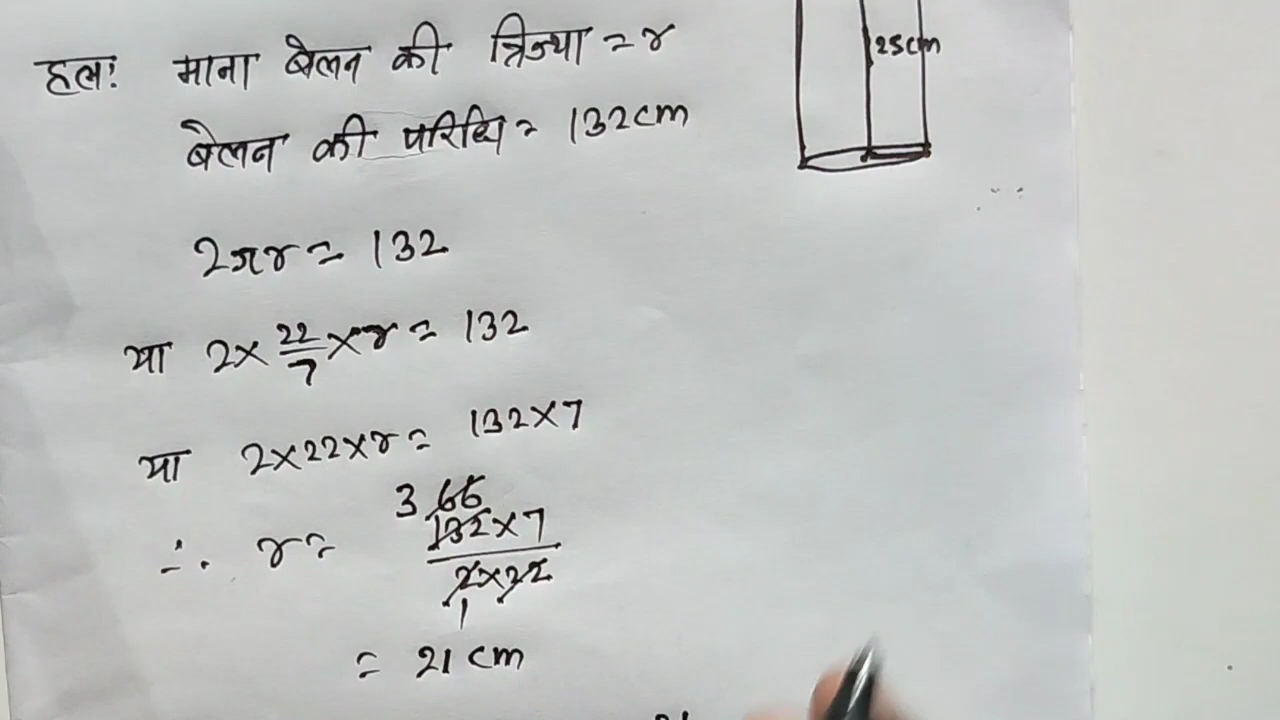 हलः माना बेलन की त्रिज्या = r
25cm
बेलन की परिधि = 132cm
2πr = 132
या 2 × 22/7 × r = 132
या 2×22×r = 132×7
3 66
∴ r = 132×7 / 2×22
1
= 21 cm